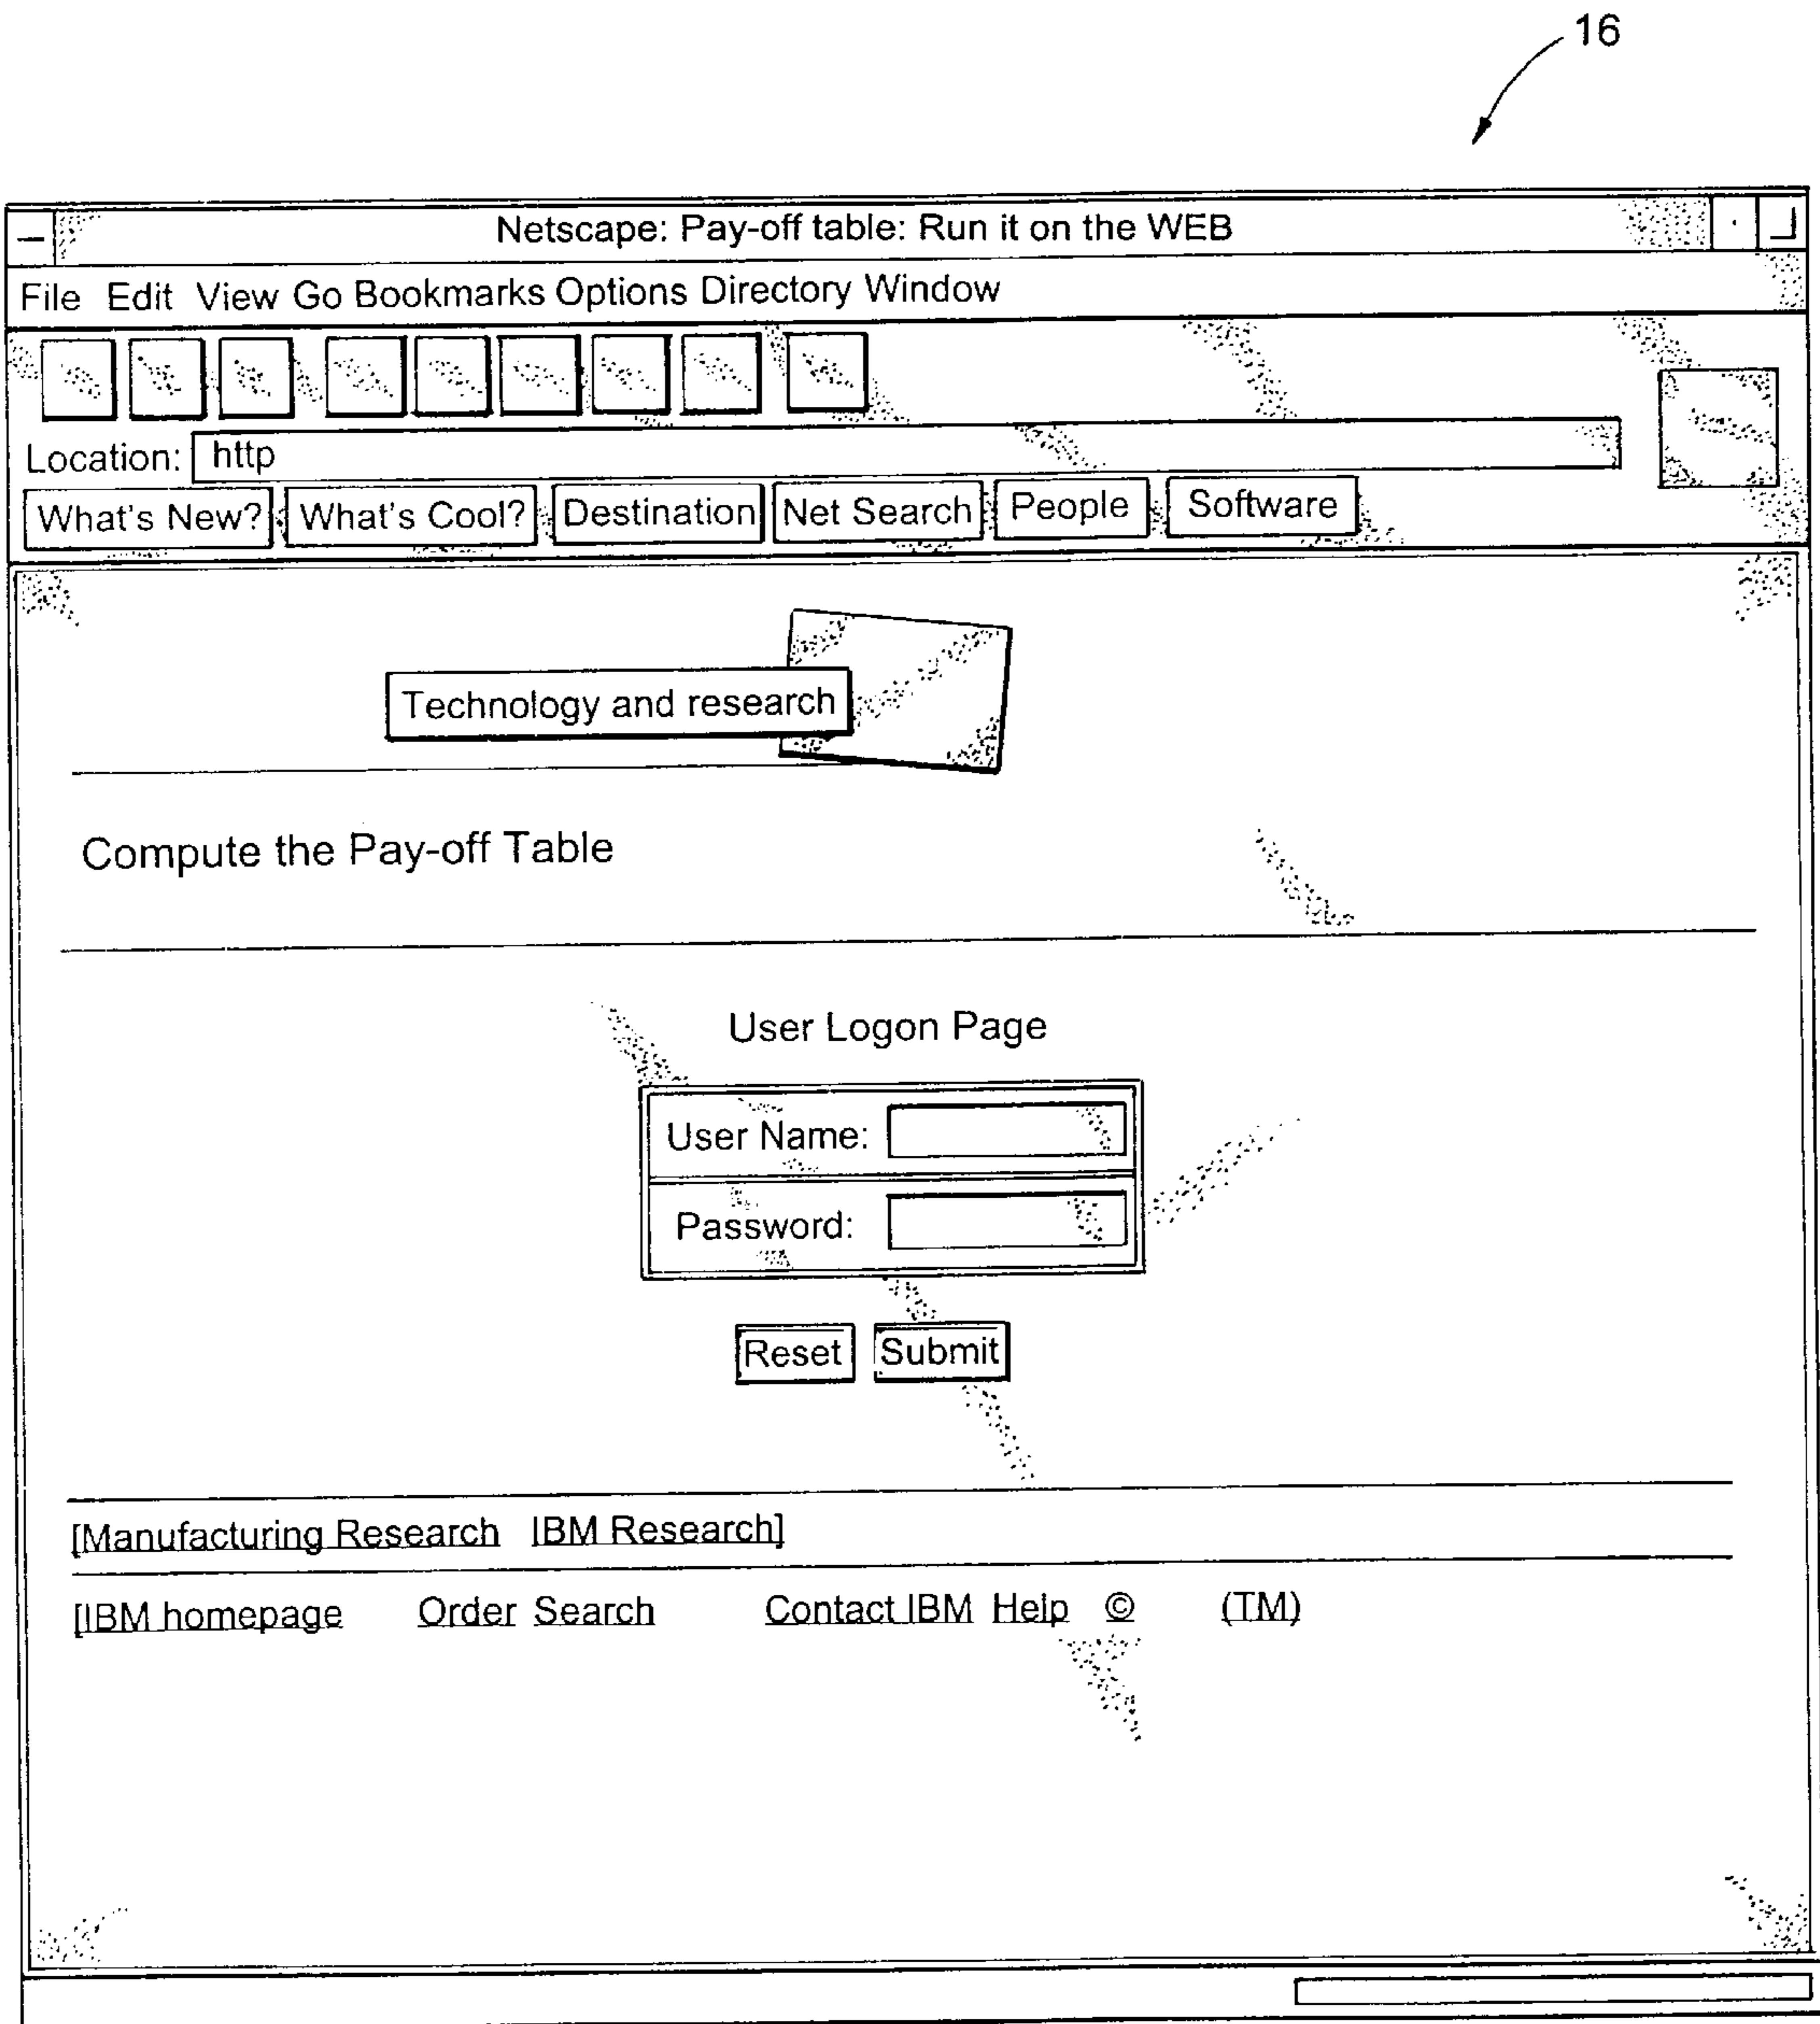 16
Netscape: Pay-off table: Run it on the WEB
File Edit View Go Bookmarks Options Directory Window
Location: http
What's New? What's Cool? Destination Net Search People Software
Technology and research
Compute the Pay-off Table
User Logon Page
User Name:
Password:
Reset Submit
[Manufacturing Research IBM Research]
[IBM homepage Order Search Contact IBM Help © (TM)